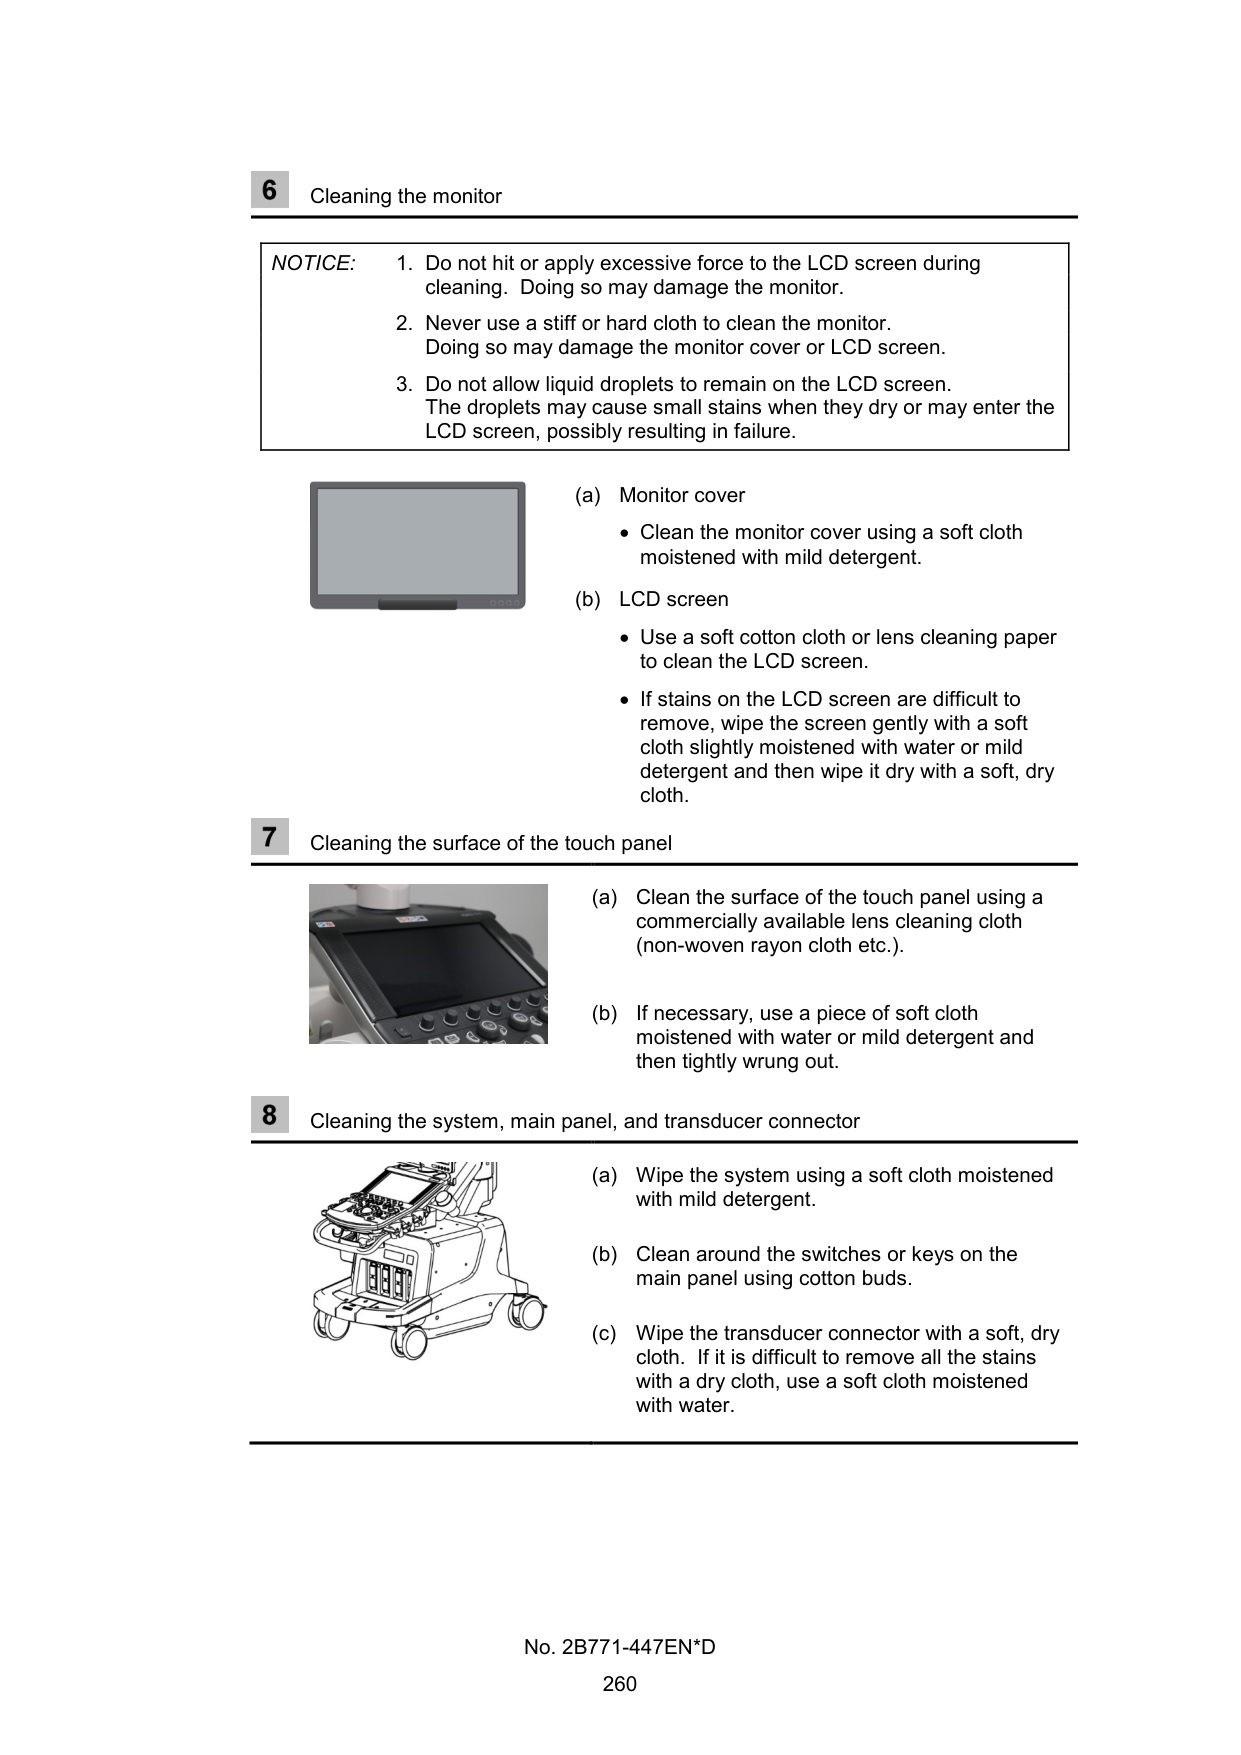 6 Cleaning the monitor
NOTICE: 1. Do not hit or apply excessive force to the LCD screen during
cleaning.  Doing so may damage the monitor.
2. Never use a stiff or hard cloth to clean the monitor.
Doing so may damage the monitor cover or LCD screen.
3. Do not allow liquid droplets to remain on the LCD screen.
The droplets may cause small stains when they dry or may enter the
LCD screen, possibly resulting in failure.
(a) Monitor cover
• Clean the monitor cover using a soft cloth
moistened with mild detergent.
(b) LCD screen
• Use a soft cotton cloth or lens cleaning paper
to clean the LCD screen.
• If stains on the LCD screen are difficult to
remove, wipe the screen gently with a soft
cloth slightly moistened with water or mild
detergent and then wipe it dry with a soft, dry
cloth.
7 Cleaning the surface of the touch panel
(a) Clean the surface of the touch panel using a
commercially available lens cleaning cloth
(non-woven rayon cloth etc.).
(b) If necessary, use a piece of soft cloth
moistened with water or mild detergent and
then tightly wrung out.
8 Cleaning the system, main panel, and transducer connector
(a) Wipe the system using a soft cloth moistened
with mild detergent.
(b) Clean around the switches or keys on the
main panel using cotton buds.
(c) Wipe the transducer connector with a soft, dry
cloth.  If it is difficult to remove all the stains
with a dry cloth, use a soft cloth moistened
with water.
No. 2B771-447EN*D
260